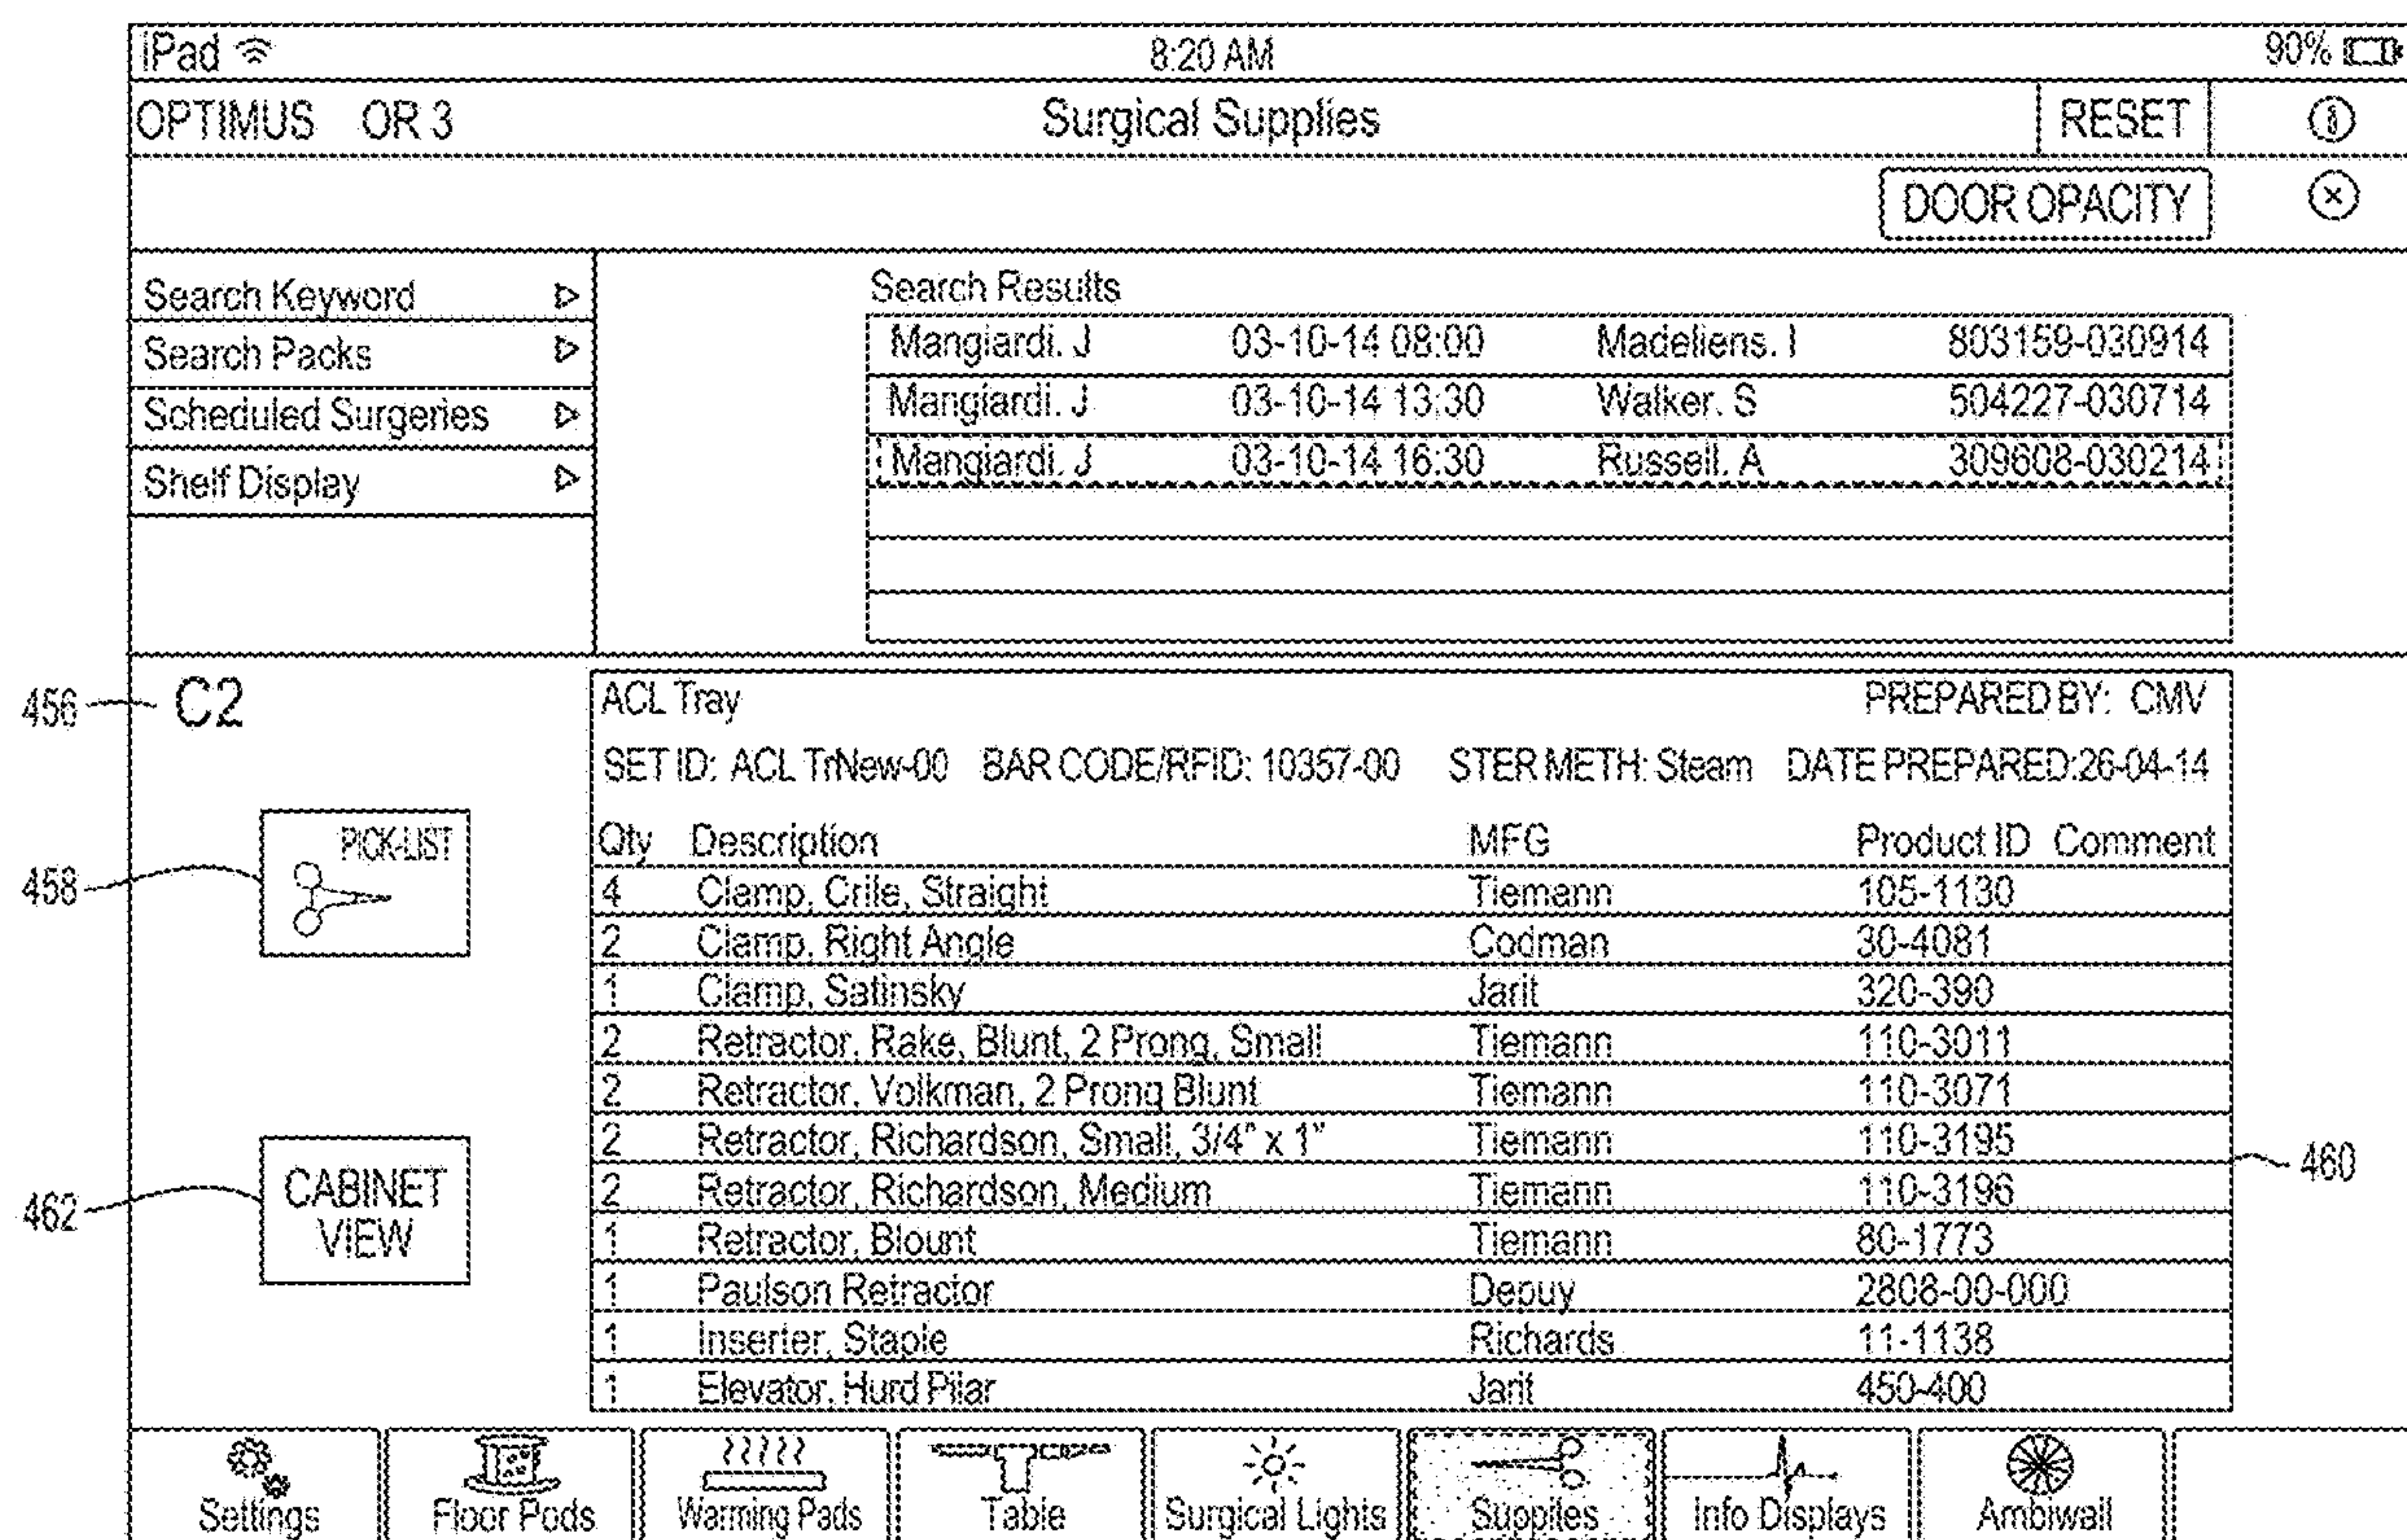 iPad 8:20 AM 90%
OPTIMUS OR 3 Surgical Supplies RESET
DOOR OPACITY
Search Keyword
Search Packs
Scheduled Surgeries
Shelf Display
Search Results
Mangiardi. J 03-10-14 08:00 Madeliens. I 803159-030914
Mangiardi. J 03-10-14 13:30 Walker. S 504227-030714
Mangiardi. J 03-10-14 16:30 Russell. A 309608-030214
456 C2
458 PICK-LIST
462 CABINET
VIEW
ACL Tray PREPARED BY: CMV
SET ID: ACL TrNew-00 BAR CODE/RFID: 10357-00 STER METH: Steam DATE PREPARED:26-04-14
Qty Description MFG Product ID Comment
4 Clamp, Crile, Straight Tiemann 105-1130
2 Clamp, Right Angle Codman 30-4081
1 Clamp, Satinsky Jarit 320-390
2 Retractor, Rake, Blunt, 2 Prong, Small Tiemann 110-3011
2 Retractor, Volkman, 2 Prong Blunt Tiemann 110-3071
2 Retractor, Richardson, Small, 3/4" x 1" Tiemann 110-3195
2 Retractor, Richardson, Medium Tiemann 110-3196
1 Retractor, Blount Tiemann 80-1773
1 Paulson Retractor Depuy 2808-00-000
1 Inserter, Staple Richards 11-1138
1 Elevator, Hurd Pilar Jarit 450-400
460
Settings Floor Pods Warming Pads Table Surgical Lights Supplies Info Displays Ambiwall